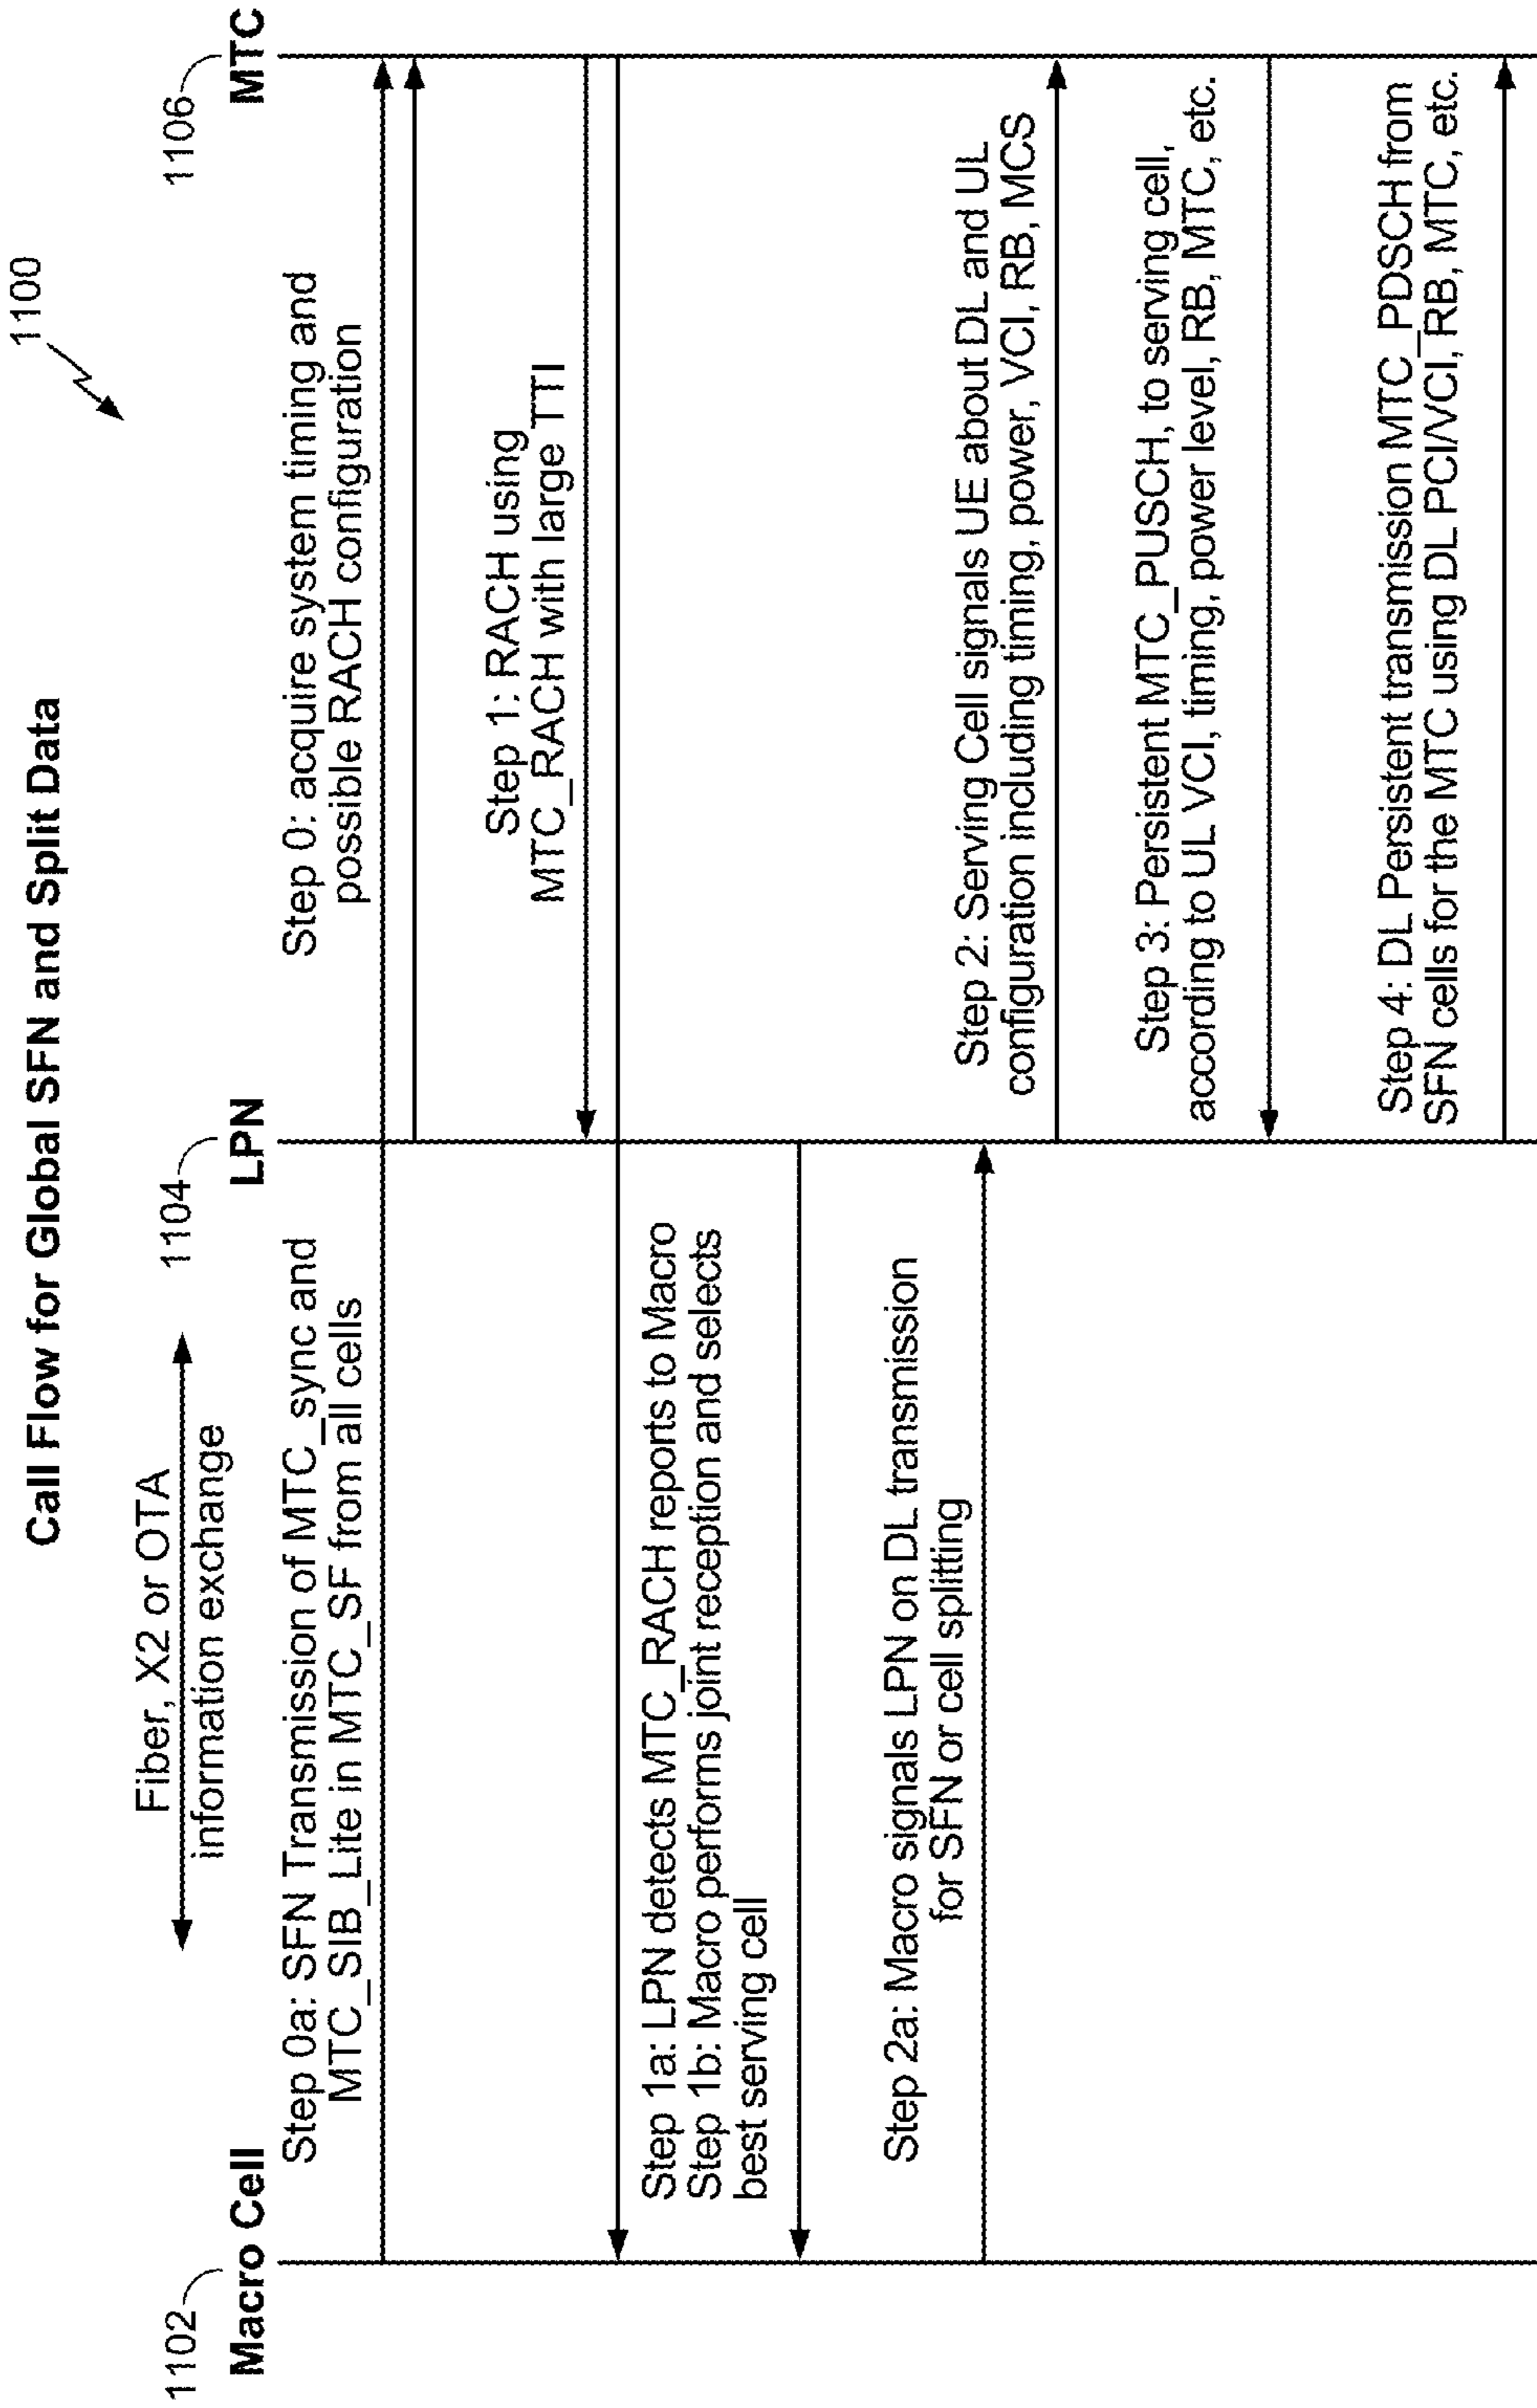 Call Flow for Global SFN and Split Data
1100
Fiber, X2 or OTA
information exchange
1102
Macro Cell
1104
LPN
1106
MTC
Step 0a: SFN Transmission of MTC_sync and
MTC_SIB_Lite in MTC_SF from all cells
Step 0: acquire system timing and
possible RACH configuration
Step 1: RACH using
MTC_RACH with large TTI
Step 1a: LPN detects MTC_RACH reports to Macro
Step 1b: Macro performs joint reception and selects
best serving cell
Step 2a: Macro signals LPN on DL transmission
for SFN or cell splitting
Step 2: Serving Cell signals UE about DL and UL
configuration including timing, power, VCI, RB, MCS
Step 3: Persistent MTC_PUSCH, to serving cell,
according to UL VCI, timing, power level, RB, MTC, etc.
Step 4: DL Persistent transmission MTC_PDSCH from
SFN cells for the MTC using DL PCI/VCI, RB, MTC, etc.